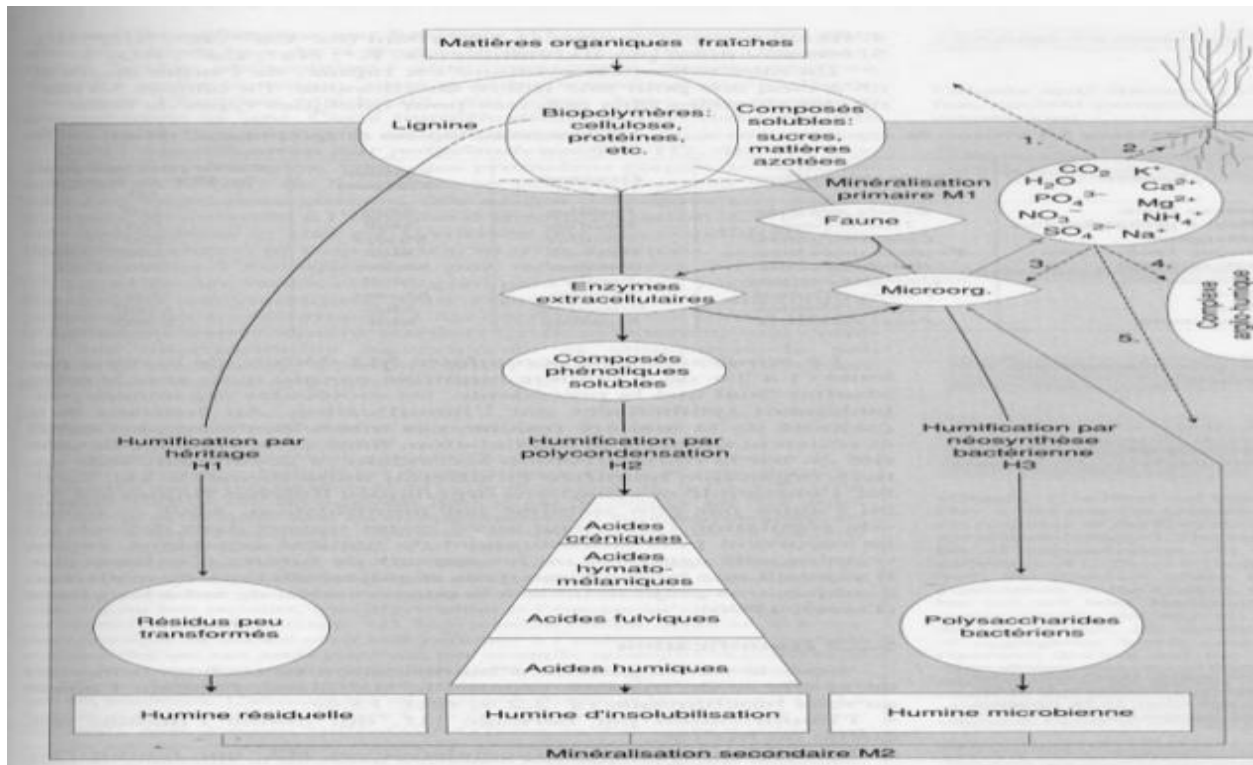 Matières organiques fraîches
Lignine
Biopolymères:
cellulose,
protéines,
etc.
Composés
solubles:
sucres,
matières
azotées
1.
2.
CO₂
K⁺
H₂O
Ca²⁺
PO₄³⁻
Mg²⁺
NO₃⁻
NH₄⁺
SO₄²⁻
Na⁺
Minéralisation
primaire M1
Faune
3.
4.
Enzymes
extracellulaires
Microorg.
Complexe
argilo-humique
5.
Composés
phénoliques
solubles
Humification par
héritage
H1
Humification par
polycondensation
H2
Humification par
néosynthèse
bactérienne
H3
Acides
créniques
Acides
hymato-
mélaniques
Acides fulviques
Acides humiques
Résidus peu
transformés
Polysaccharides
bactériens
Humine résiduelle
Humine d'insolubilisation
Humine microbienne
Minéralisation secondaire M2